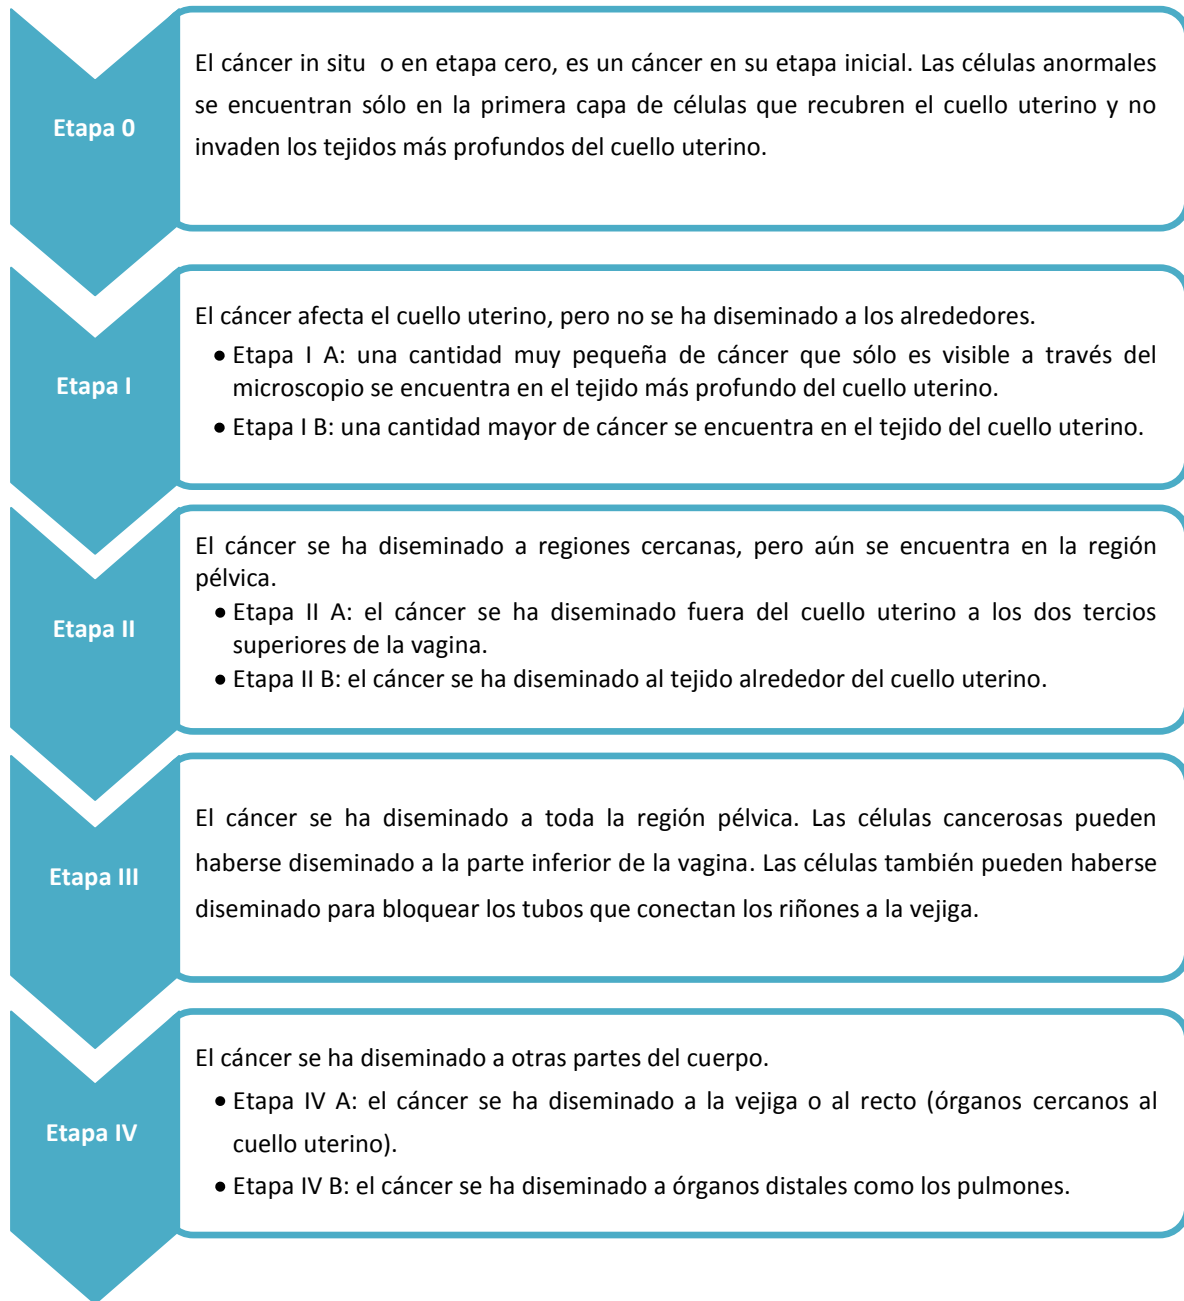 Etapa 0
El cáncer in situ o en etapa cero, es un cáncer en su etapa inicial. Las células anormales
se encuentran sólo en la primera capa de células que recubren el cuello uterino y no
invaden los tejidos más profundos del cuello uterino.
Etapa I
El cáncer afecta el cuello uterino, pero no se ha diseminado a los alrededores.
• Etapa I A: una cantidad muy pequeña de cáncer que sólo es visible a través del
microscopio se encuentra en el tejido más profundo del cuello uterino.
• Etapa I B: una cantidad mayor de cáncer se encuentra en el tejido del cuello uterino.
Etapa II
El cáncer se ha diseminado a regiones cercanas, pero aún se encuentra en la región
pélvica.
• Etapa II A: el cáncer se ha diseminado fuera del cuello uterino a los dos tercios
superiores de la vagina.
• Etapa II B: el cáncer se ha diseminado al tejido alrededor del cuello uterino.
Etapa III
El cáncer se ha diseminado a toda la región pélvica. Las células cancerosas pueden
haberse diseminado a la parte inferior de la vagina. Las células también pueden haberse
diseminado para bloquear los tubos que conectan los riñones a la vejiga.
Etapa IV
El cáncer se ha diseminado a otras partes del cuerpo.
• Etapa IV A: el cáncer se ha diseminado a la vejiga o al recto (órganos cercanos al
cuello uterino).
• Etapa IV B: el cáncer se ha diseminado a órganos distales como los pulmones.